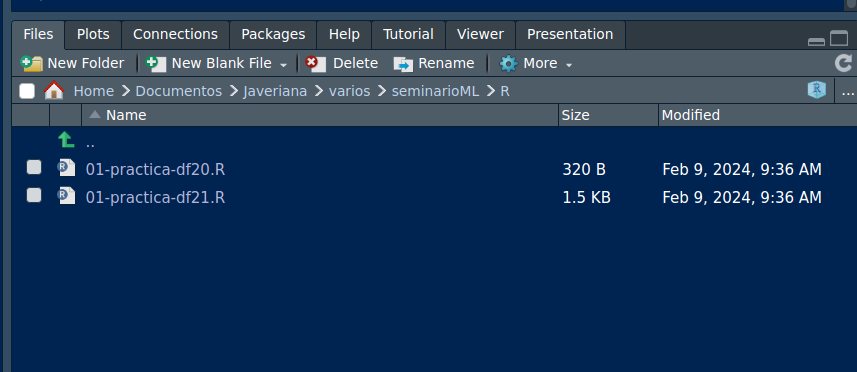 Files Plots Connections Packages Help Tutorial Viewer Presentation
New Folder New Blank File Delete Rename More
Home Documentos Javeriana varios seminarioML R ...
Name Size Modified
..
01-practica-df20.R 320 B Feb 9, 2024, 9:36 AM
01-practica-df21.R 1.5 KB Feb 9, 2024, 9:36 AM